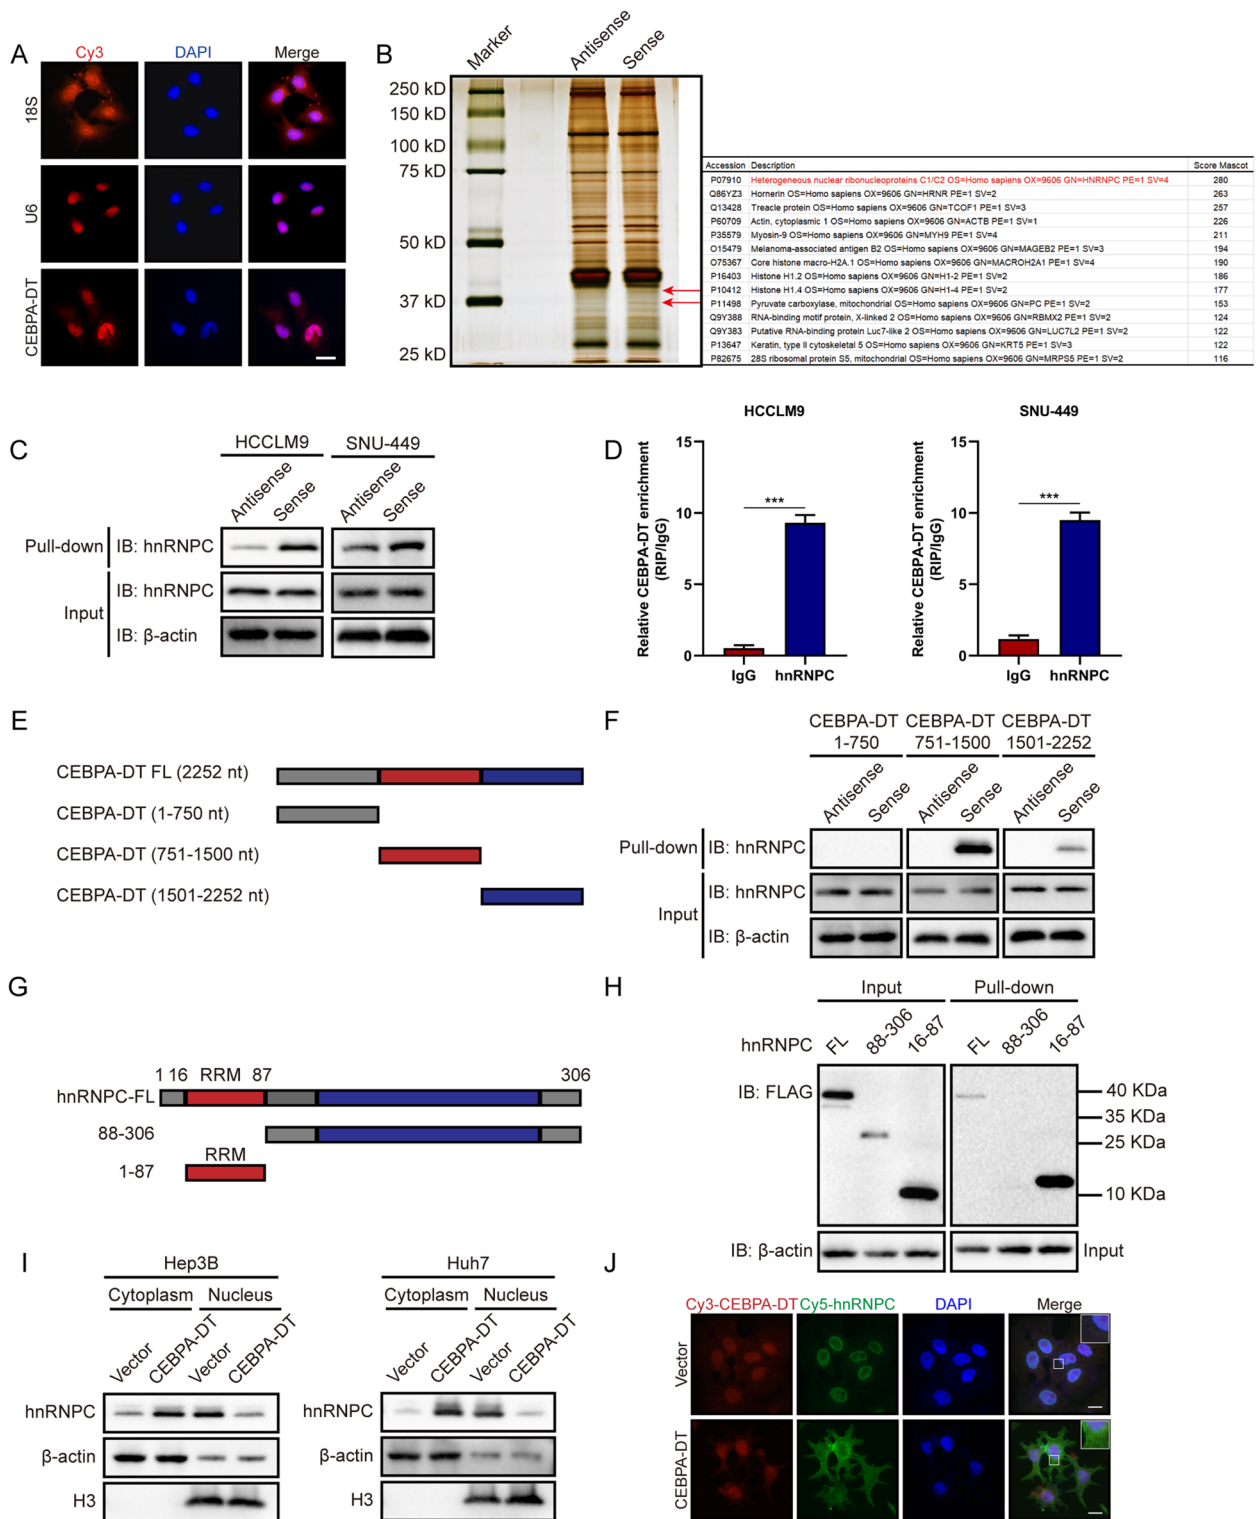 A
Cy3 DAPI Merge
18S
U6
CEBPA-DT
B
Marker Antisense Sense
250 kD
150 kD
100 kD
75 kD
50 kD
37 kD
25 kD
Accession Description Score Mascot
P07910 Heterogeneous nuclear ribonucleoproteins C1/C2 OS=Homo sapiens OX=9606 GN=HNRNPC PE=1 SV=4 280
Q86YZ3 Hornerin OS=Homo sapiens OX=9606 GN=HRNR PE=1 SV=2 263
Q13428 Treacle protein OS=Homo sapiens OX=9606 GN=TCOF1 PE=1 SV=3 257
P60709 Actin, cytoplasmic 1 OS=Homo sapiens OX=9606 GN=ACTB PE=1 SV=1 226
P35579 Myosin-9 OS=Homo sapiens OX=9606 GN=MYH9 PE=1 SV=4 211
O15479 Melanoma-associated antigen B2 OS=Homo sapiens OX=9606 GN=MAGEB2 PE=1 SV=3 194
O75367 Core histone macro-H2A.1 OS=Homo sapiens OX=9606 GN=MACROH2A1 PE=1 SV=4 190
P16403 Histone H1.2 OS=Homo sapiens OX=9606 GN=H1-2 PE=1 SV=2 186
P10412 Histone H1.4 OS=Homo sapiens OX=9606 GN=H1-4 PE=1 SV=2 177
P11498 Pyruvate carboxylase, mitochondrial OS=Homo sapiens OX=9606 GN=PC PE=1 SV=2 153
Q9Y388 RNA-binding motif protein, X-linked 2 OS=Homo sapiens OX=9606 GN=RBMX2 PE=1 SV=2 124
Q9Y383 Putative RNA-binding protein Luc7-like 2 OS=Homo sapiens OX=9606 GN=LUC7L2 PE=1 SV=2 122
P13647 Keratin, type II cytoskeletal 5 OS=Homo sapiens OX=9606 GN=KRT5 PE=1 SV=3 122
P82675 28S ribosomal protein S5, mitochondrial OS=Homo sapiens OX=9606 GN=MRPS5 PE=1 SV=2 116
C
HCCLM9 SNU-449
Antisense Sense Antisense Sense
Pull-down IB: hnRNPC
Input IB: hnRNPC
IB: β-actin
D
HCCLM9
Relative CEBPA-DT enrichment
(RIP/IgG)
15
10
5
0
***
IgG hnRNPC
SNU-449
Relative CEBPA-DT enrichment
(RIP/IgG)
15
10
5
0
***
IgG hnRNPC
E
CEBPA-DT FL (2252 nt)
CEBPA-DT (1-750 nt)
CEBPA-DT (751-1500 nt)
CEBPA-DT (1501-2252 nt)
F
CEBPA-DT CEBPA-DT CEBPA-DT
1-750 751-1500 1501-2252
Antisense Sense Antisense Sense Antisense Sense
Pull-down IB: hnRNPC
Input IB: hnRNPC
IB: β-actin
G
1 16 RRM 87 306
hnRNPC-FL
88-306
RRM
1-87
H
Input Pull-down
hnRNPC FL 88-306 16-87 FL 88-306 16-87
IB: FLAG
40 KDa
35 KDa
25 KDa
10 KDa
IB: β-actin Input
I
Hep3B
Cytoplasm Nucleus
Vector CEBPA-DT Vector CEBPA-DT
hnRNPC
β-actin
H3
Huh7
Cytoplasm Nucleus
Vector CEBPA-DT Vector CEBPA-DT
hnRNPC
β-actin
H3
J
Cy3-CEBPA-DT Cy5-hnRNPC DAPI Merge
Vector
CEBPA-DT